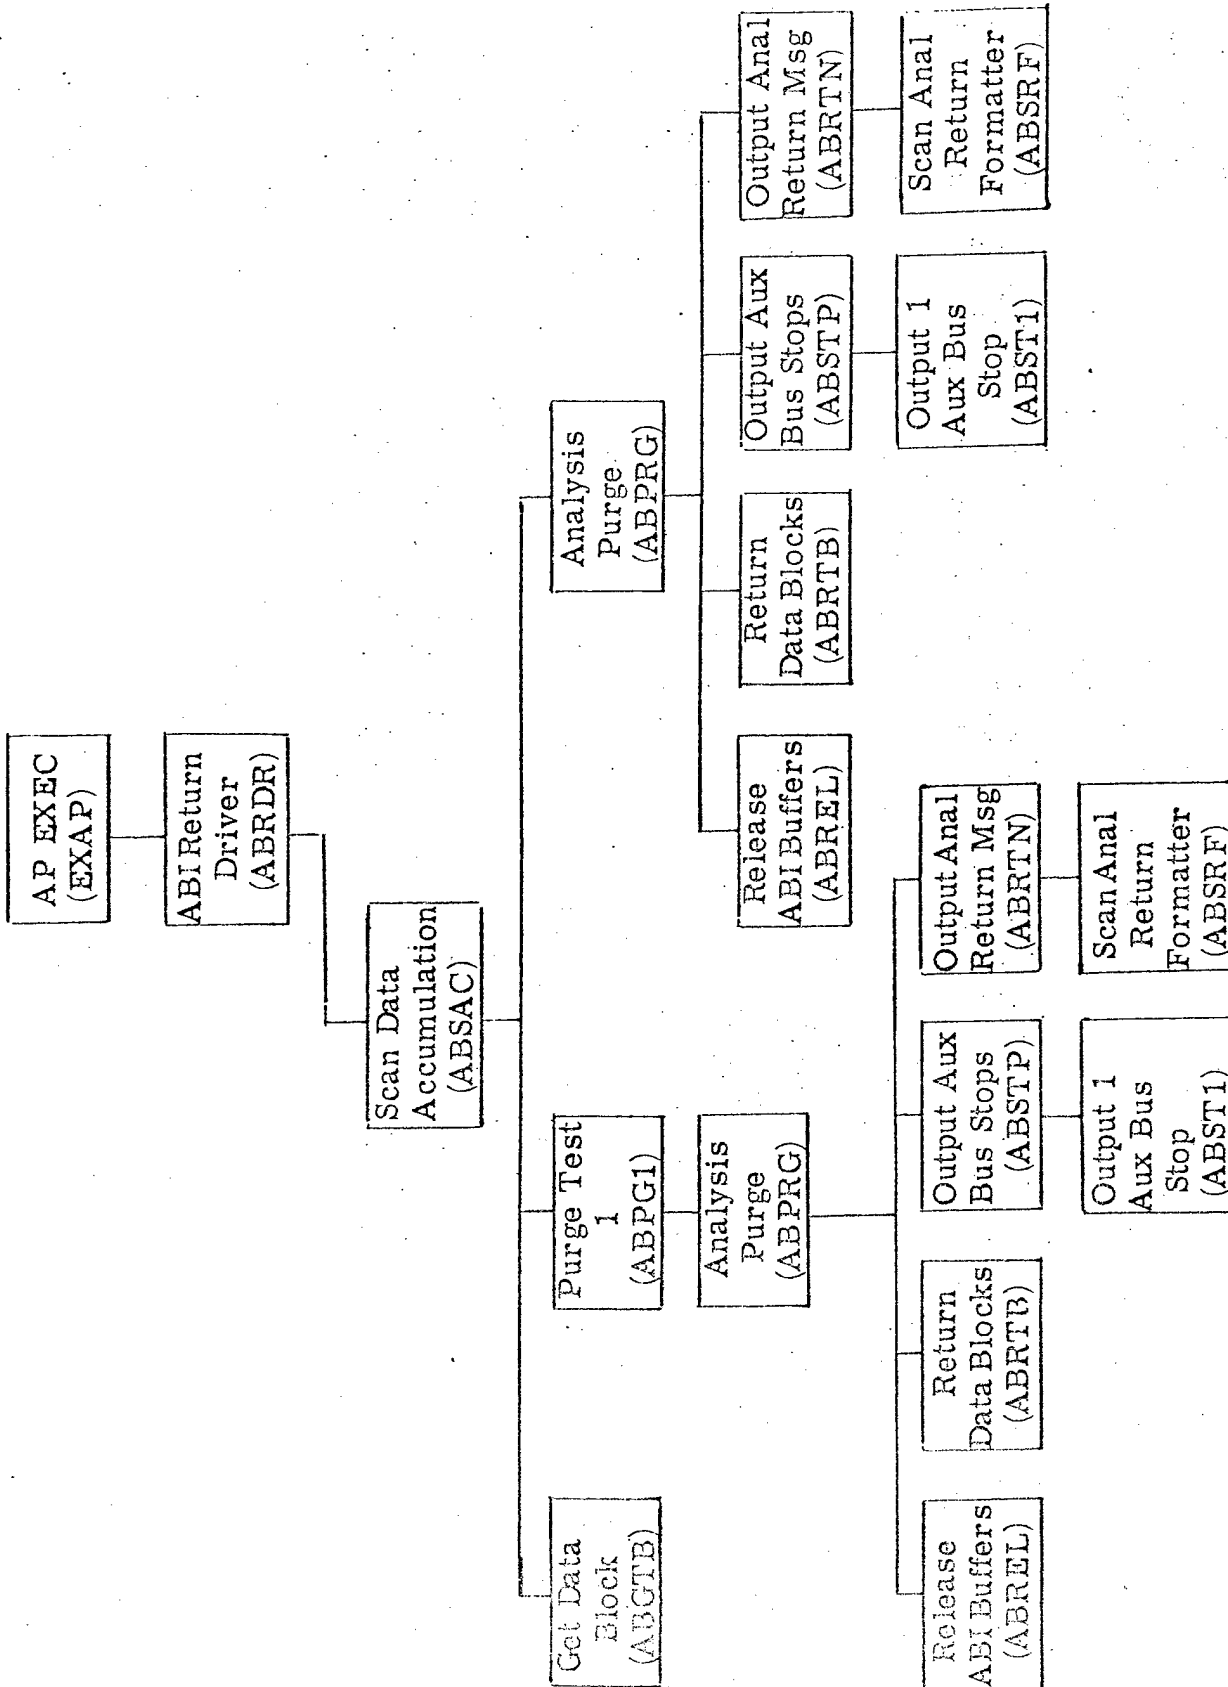 AP EXEC
(EXAP)
ABI Return
Driver
(ABRDR)
Scan Data
Accumulation
(ABSAC)
Get Data
Block
(ABGTB)
Purge Test
1
(ABPG1)
Analysis
Purge
(ABPRG)
Analysis
Purge
(ABPRG)
Release
ABI Buffers
(ABREL)
Return
Data Blocks
(ABRTB)
Output Aux
Bus Stops
(ABSTP)
Output Anal
Return Msg
(ABRTN)
Output 1
Aux Bus
Stop
(ABST1)
Scan Anal
Return
Formatter
(ABSRF)
Release
ABI Buffers
(ABREL)
Return
Data Blocks
(ABRTB)
Output Aux
Bus Stops
(ABSTP)
Output Anal
Return Msg
(ABRTN)
Output 1
Aux Bus
Stop
(ABST1)
Scan Anal
Return
Formatter
(ABSRF)